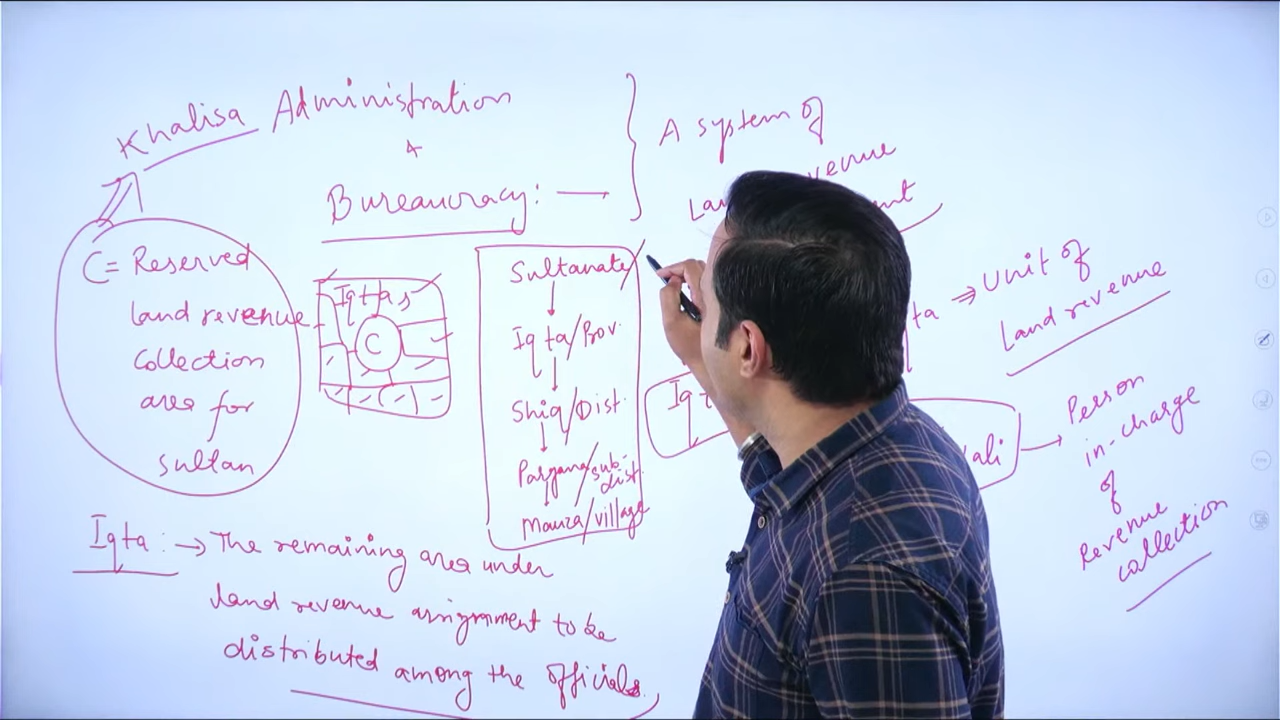 Khalisa Administration
+
Bureaucracy: —
A system of
C = Reserved
land revenue
collection
area for
sultan
Iqtas
C
Sultanate
Iqta/Prov.
Shiq/Dist.
Pargana/sub-
dist.
Mauza/village
⇒ Unit of
Land revenue
→ Person
in-charge
of
Revenue
collection
Iqta: → The remaining area under
land revenue assignment to be
distributed among the officials.